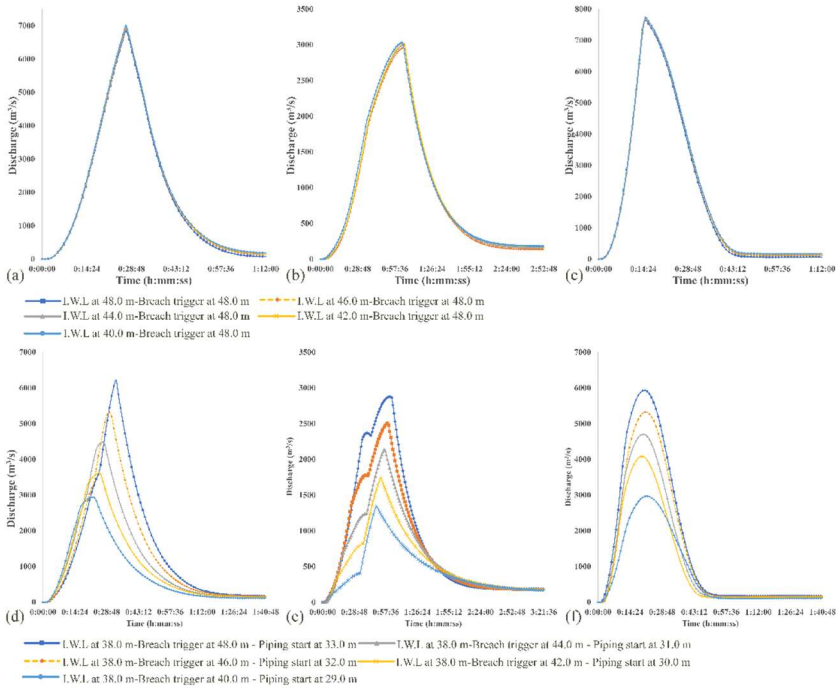 7000
6000
5000
4000
3000
2000
1000
0
Discharge (m³/s)
0:00:00 0:14:24 0:28:48 0:43:12 0:57:36 1:12:00
Time (h:mm:ss)
(a)
3500
3000
2500
2000
1500
1000
500
0
Discharge (m³/s)
0:00:00 0:28:48 0:57:36 1:26:24 1:55:12 2:24:00 2:52:48
Time (h:mm:ss)
(b)
8000
7000
6000
5000
4000
3000
2000
1000
0
Discharge (m³/s)
0:00:00 0:14:24 0:28:48 0:43:12 0:57:36 1:12:00
Time (h:mm:ss)
(c)
I.W.L at 48.0 m-Breach trigger at 48.0 m
I.W.L at 46.0 m-Breach trigger at 48.0 m
I.W.L at 44.0 m-Breach trigger at 48.0 m
I.W.L at 42.0 m-Breach trigger at 48.0 m
I.W.L at 40.0 m-Breach trigger at 48.0 m
7000
6000
5000
4000
3000
2000
1000
0
Discharge (m³/s)
0:00:00 0:14:24 0:28:48 0:43:12 0:57:36 1:12:00 1:26:24 1:40:48
Time (h:mm:ss)
(d)
3500
3000
2500
2000
1500
1000
500
0
Discharge (m³/s)
0:00:00 0:28:48 0:57:36 1:26:24 1:55:12 2:24:00 2:52:48 3:21:36
Time (h:mm:ss)
(e)
7000
6000
5000
4000
3000
2000
1000
0
Discharge (m³/s)
0:00:00 0:14:24 0:28:48 0:43:12 0:57:36 1:12:00 1:26:24 1:40:48
Time (h:mm:ss)
(f)
I.W.L at 38.0 m-Breach trigger at 48.0 m - Piping start at 33.0 m
I.W.L at 38.0 m-Breach trigger at 44.0 m - Piping start at 31.0 m
I.W.L at 38.0 m-Breach trigger at 46.0 m - Piping start at 32.0 m
I.W.L at 38.0 m-Breach trigger at 42.0 m - Piping start at 30.0 m
I.W.L at 38.0 m-Breach trigger at 40.0 m - Piping start at 29.0 m